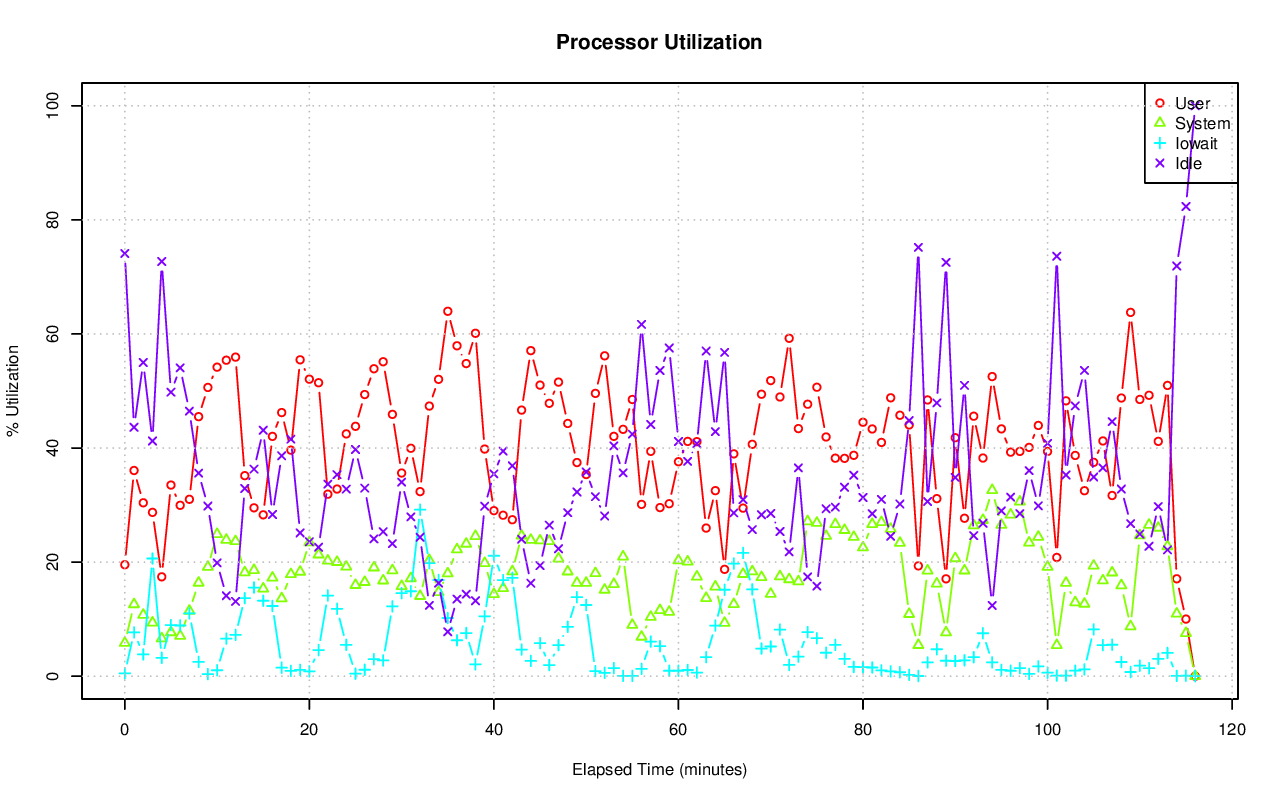 Processor Utilization
100
80
60
40
20
0
% Utilization
User
System
Iowait
Idle
0 20 40 60 80 100 120
Elapsed Time (minutes)